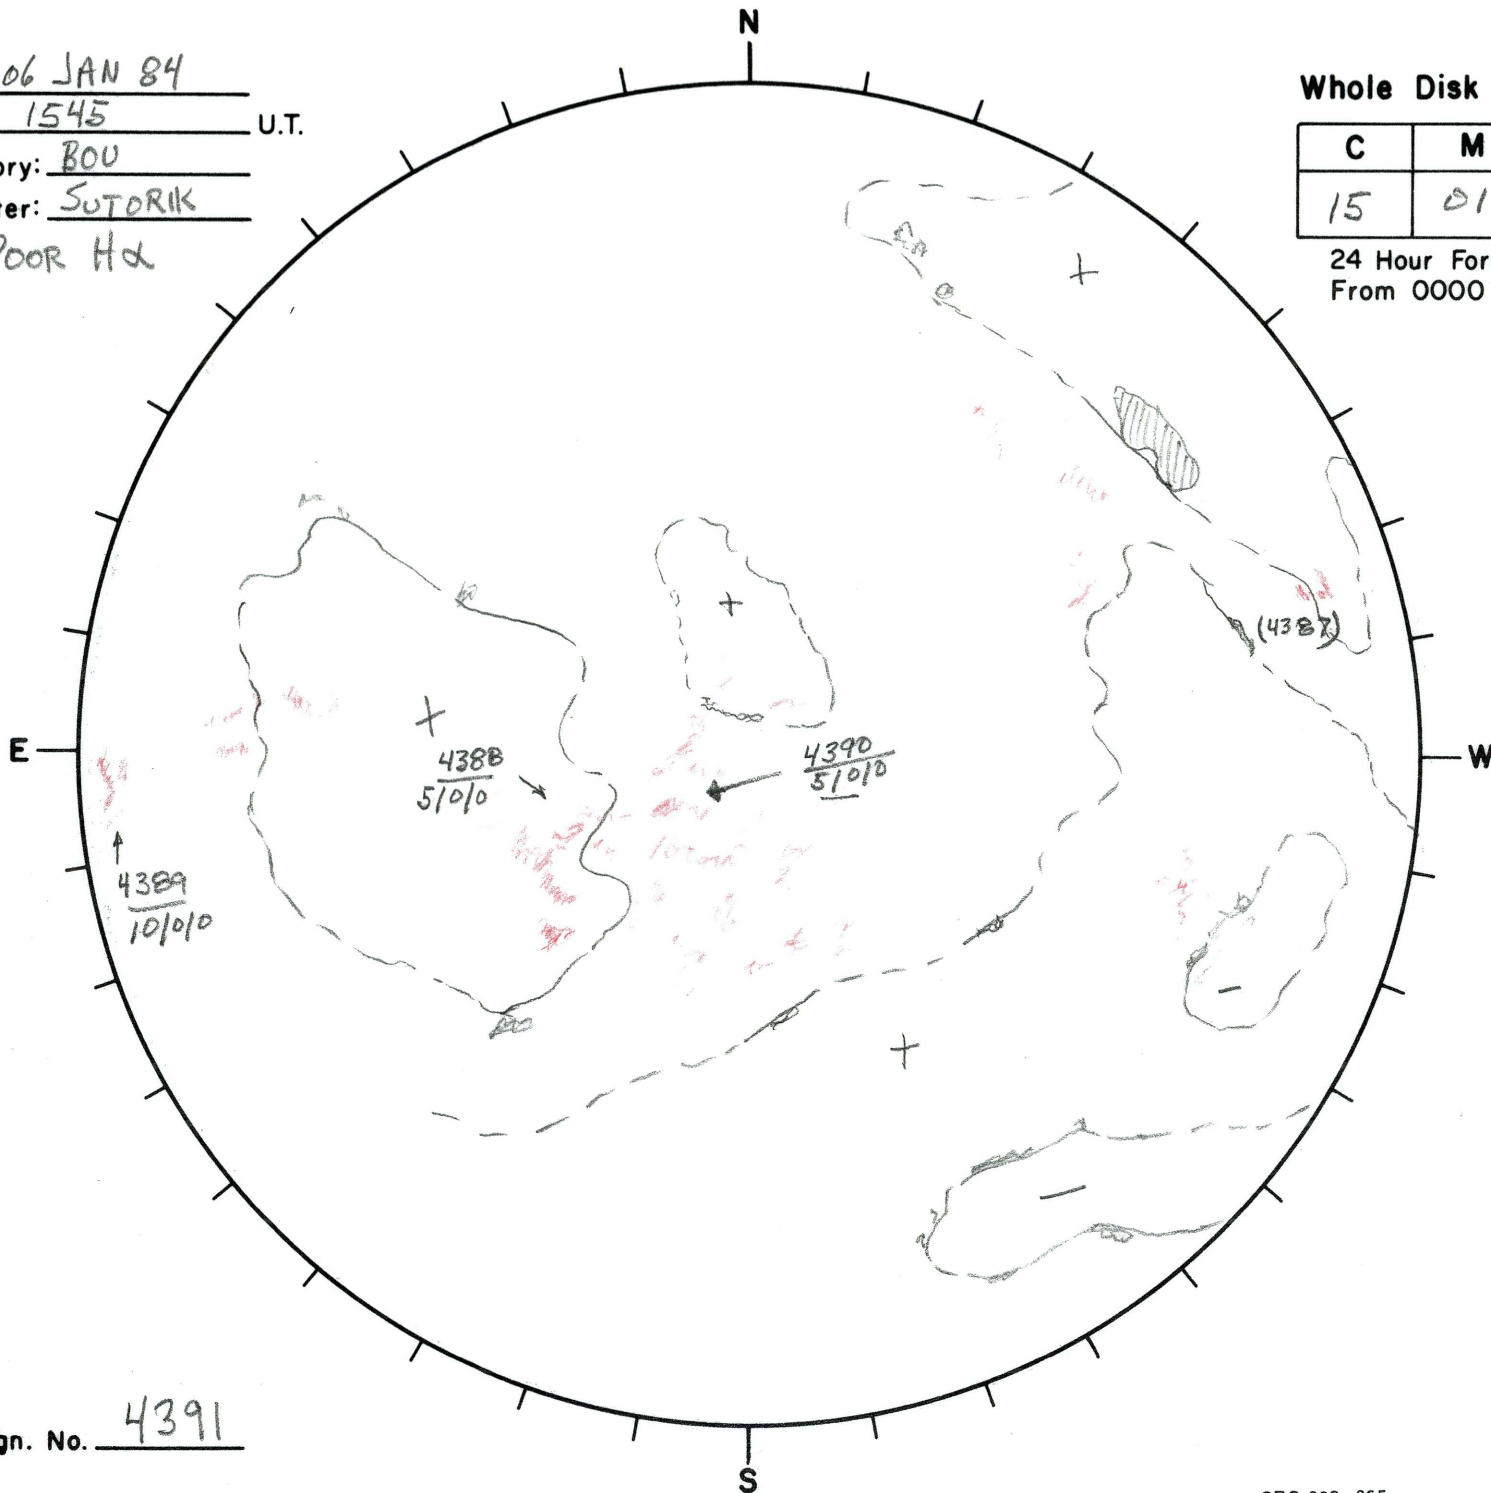 N
06 JAN 84
1545 U.T.
ory: BOU
er: SUTORIK
POOR Hα
Whole Disk
C M
15 01
24 Hour For
From 0000
+
+
+
(4387)
E
W
4388
5/0/0
4390
5/0/0
4389
10/0/0
−
+
−
gn. No. 4391
S